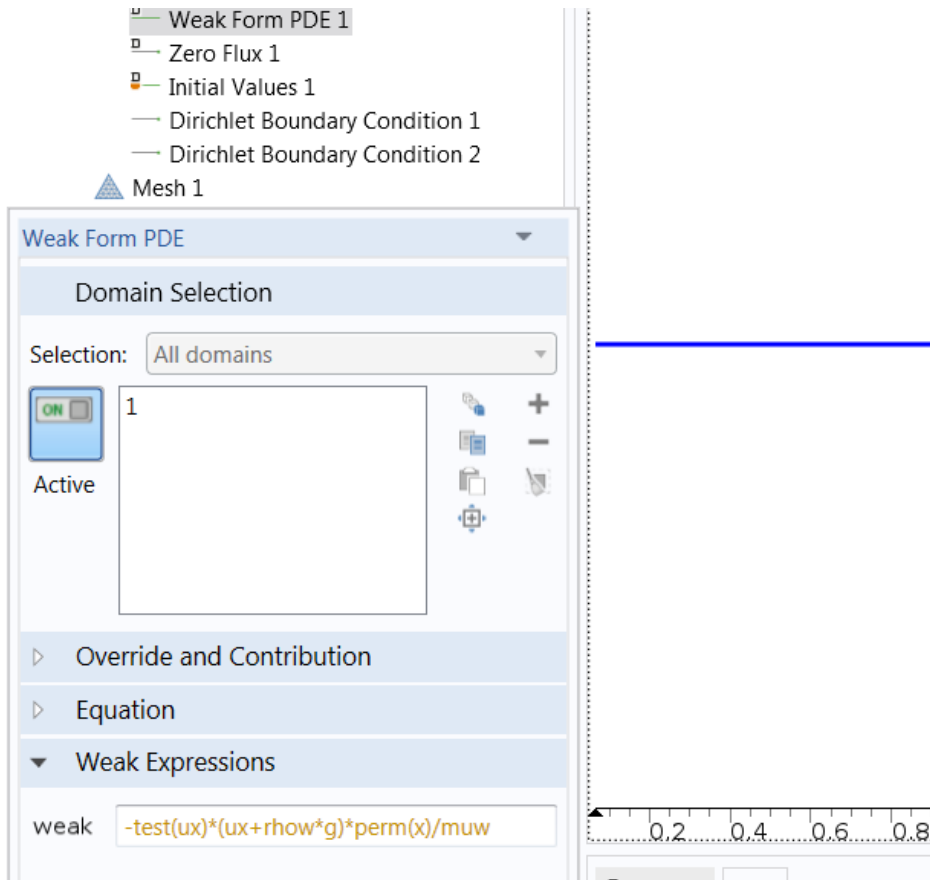 Weak Form PDE 1
Zero Flux 1
Initial Values 1
Dirichlet Boundary Condition 1
Dirichlet Boundary Condition 2
Mesh 1
Weak Form PDE
Domain Selection
Selection: All domains
ON 1
Active
Override and Contribution
Equation
Weak Expressions
weak -test(ux)*(ux+rhow*g)*perm(x)/muw
0.2 0.4 0.6 0.8